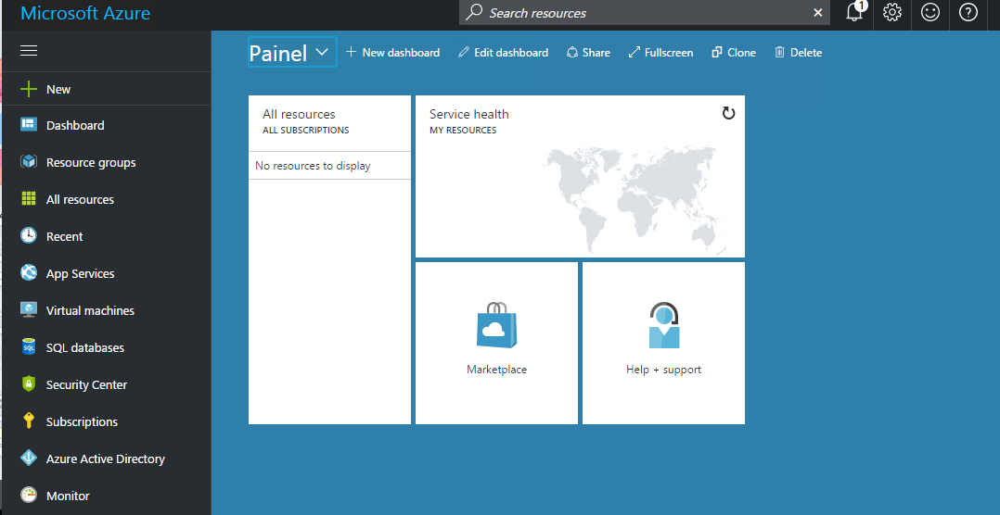 Microsoft Azure
Search resources
1
Painel
New dashboard
Edit dashboard
Share
Fullscreen
Clone
Delete
New
Dashboard
Resource groups
All resources
Recent
App Services
Virtual machines
SQL
SQL databases
Security Center
Subscriptions
Azure Active Directory
Monitor
All resources
ALL SUBSCRIPTIONS
No resources to display
Service health
MY RESOURCES
Marketplace
Help + support